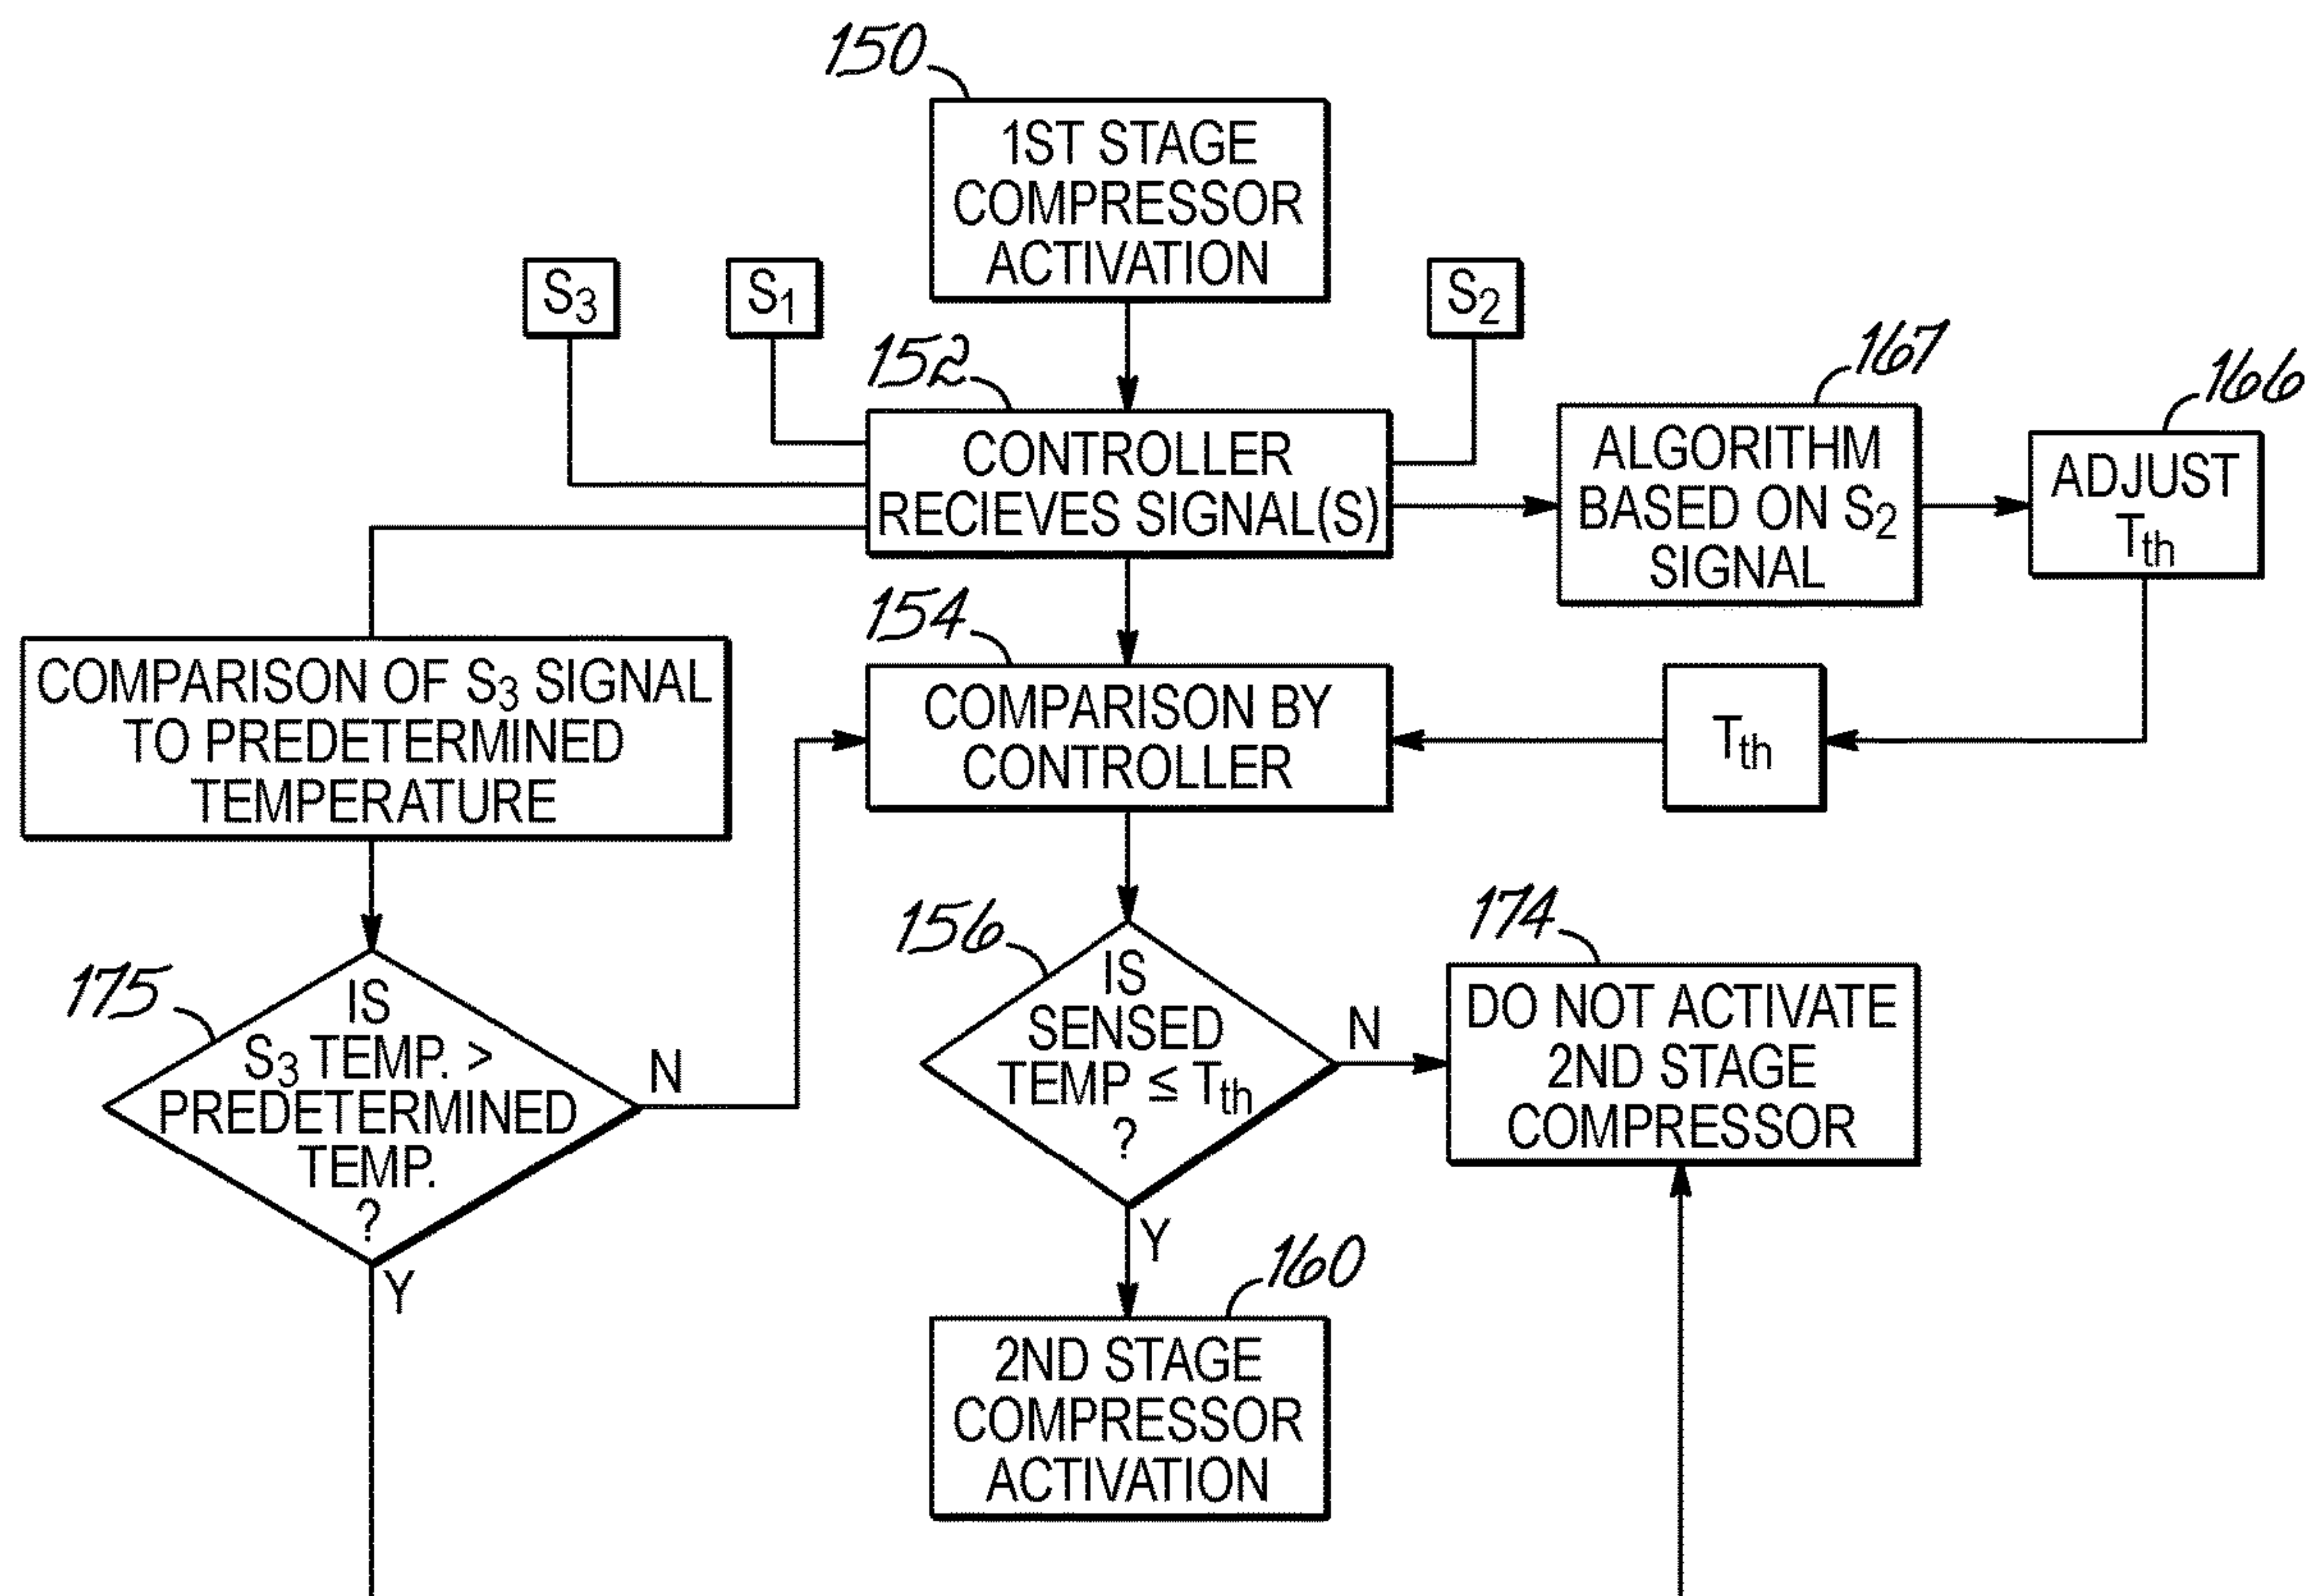 150
1ST STAGE
COMPRESSOR
ACTIVATION
S3
S1
S2
152
CONTROLLER
RECIEVES SIGNAL(S)
167
ALGORITHM
BASED ON S2
SIGNAL
166
ADJUST
Tth
COMPARISON OF S3 SIGNAL
TO PREDETERMINED
TEMPERATURE
154
COMPARISON BY
CONTROLLER
Tth
175
IS
S3 TEMP. >
PREDETERMINED
TEMP.
?
N
Y
156
IS
SENSED
TEMP ≤ Tth
?
N
Y
174
DO NOT ACTIVATE
2ND STAGE
COMPRESSOR
160
2ND STAGE
COMPRESSOR
ACTIVATION